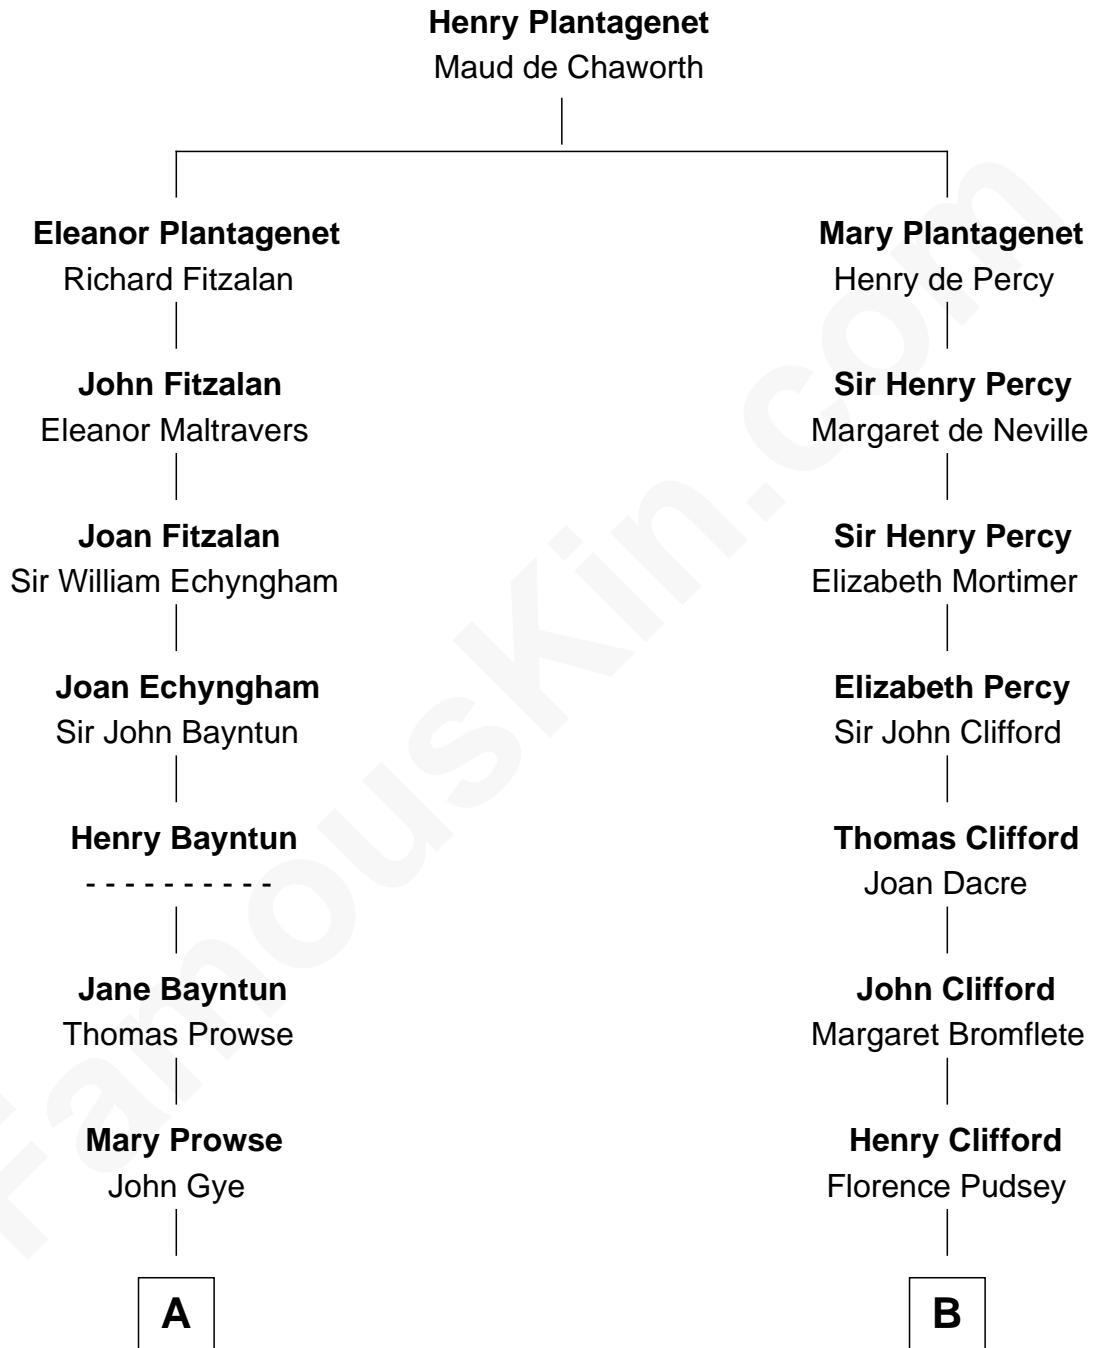 Henry Plantagenet
Maud de Chaworth
Eleanor Plantagenet
Richard Fitzalan
Mary Plantagenet
Henry de Percy
John Fitzalan
Eleanor Maltravers
Sir Henry Percy
Margaret de Neville
Joan Fitzalan
Sir William Echyngham
Sir Henry Percy
Elizabeth Mortimer
Joan Echyngham
Sir John Bayntun
Elizabeth Percy
Sir John Clifford
Henry Bayntun
- - - - - - - - - -
Thomas Clifford
Joan Dacre
Jane Bayntun
Thomas Prowse
John Clifford
Margaret Bromflete
Mary Prowse
John Gye
Henry Clifford
Florence Pudsey
A
B
FamousKin.com